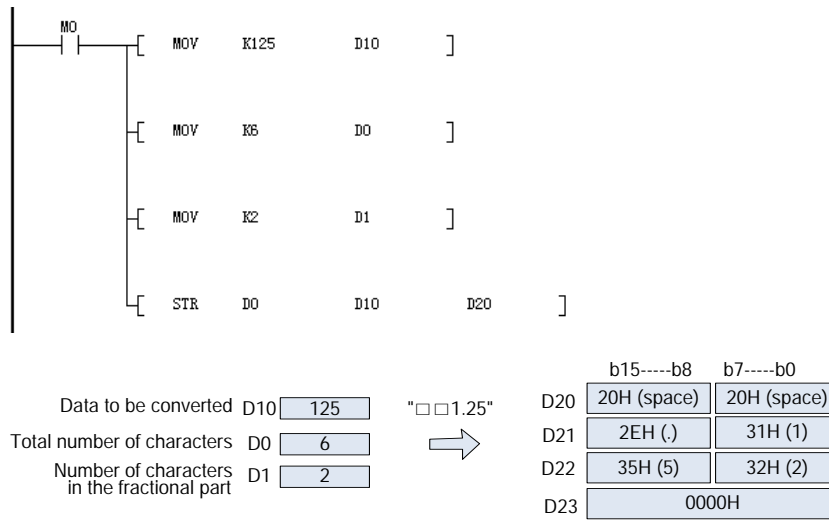 M0
MOV K125 D10
MOV K6 D0
MOV K2 D1
STR D0 D10 D20
b15-----b8 b7-----b0
Data to be converted D10 125 "□ □1.25" D20 20H (space) 20H (space)
Total number of characters D0 6 D21 2EH (.) 31H (1)
Number of characters
in the fractional part D1 2 D22 35H (5) 32H (2)
D23 0000H